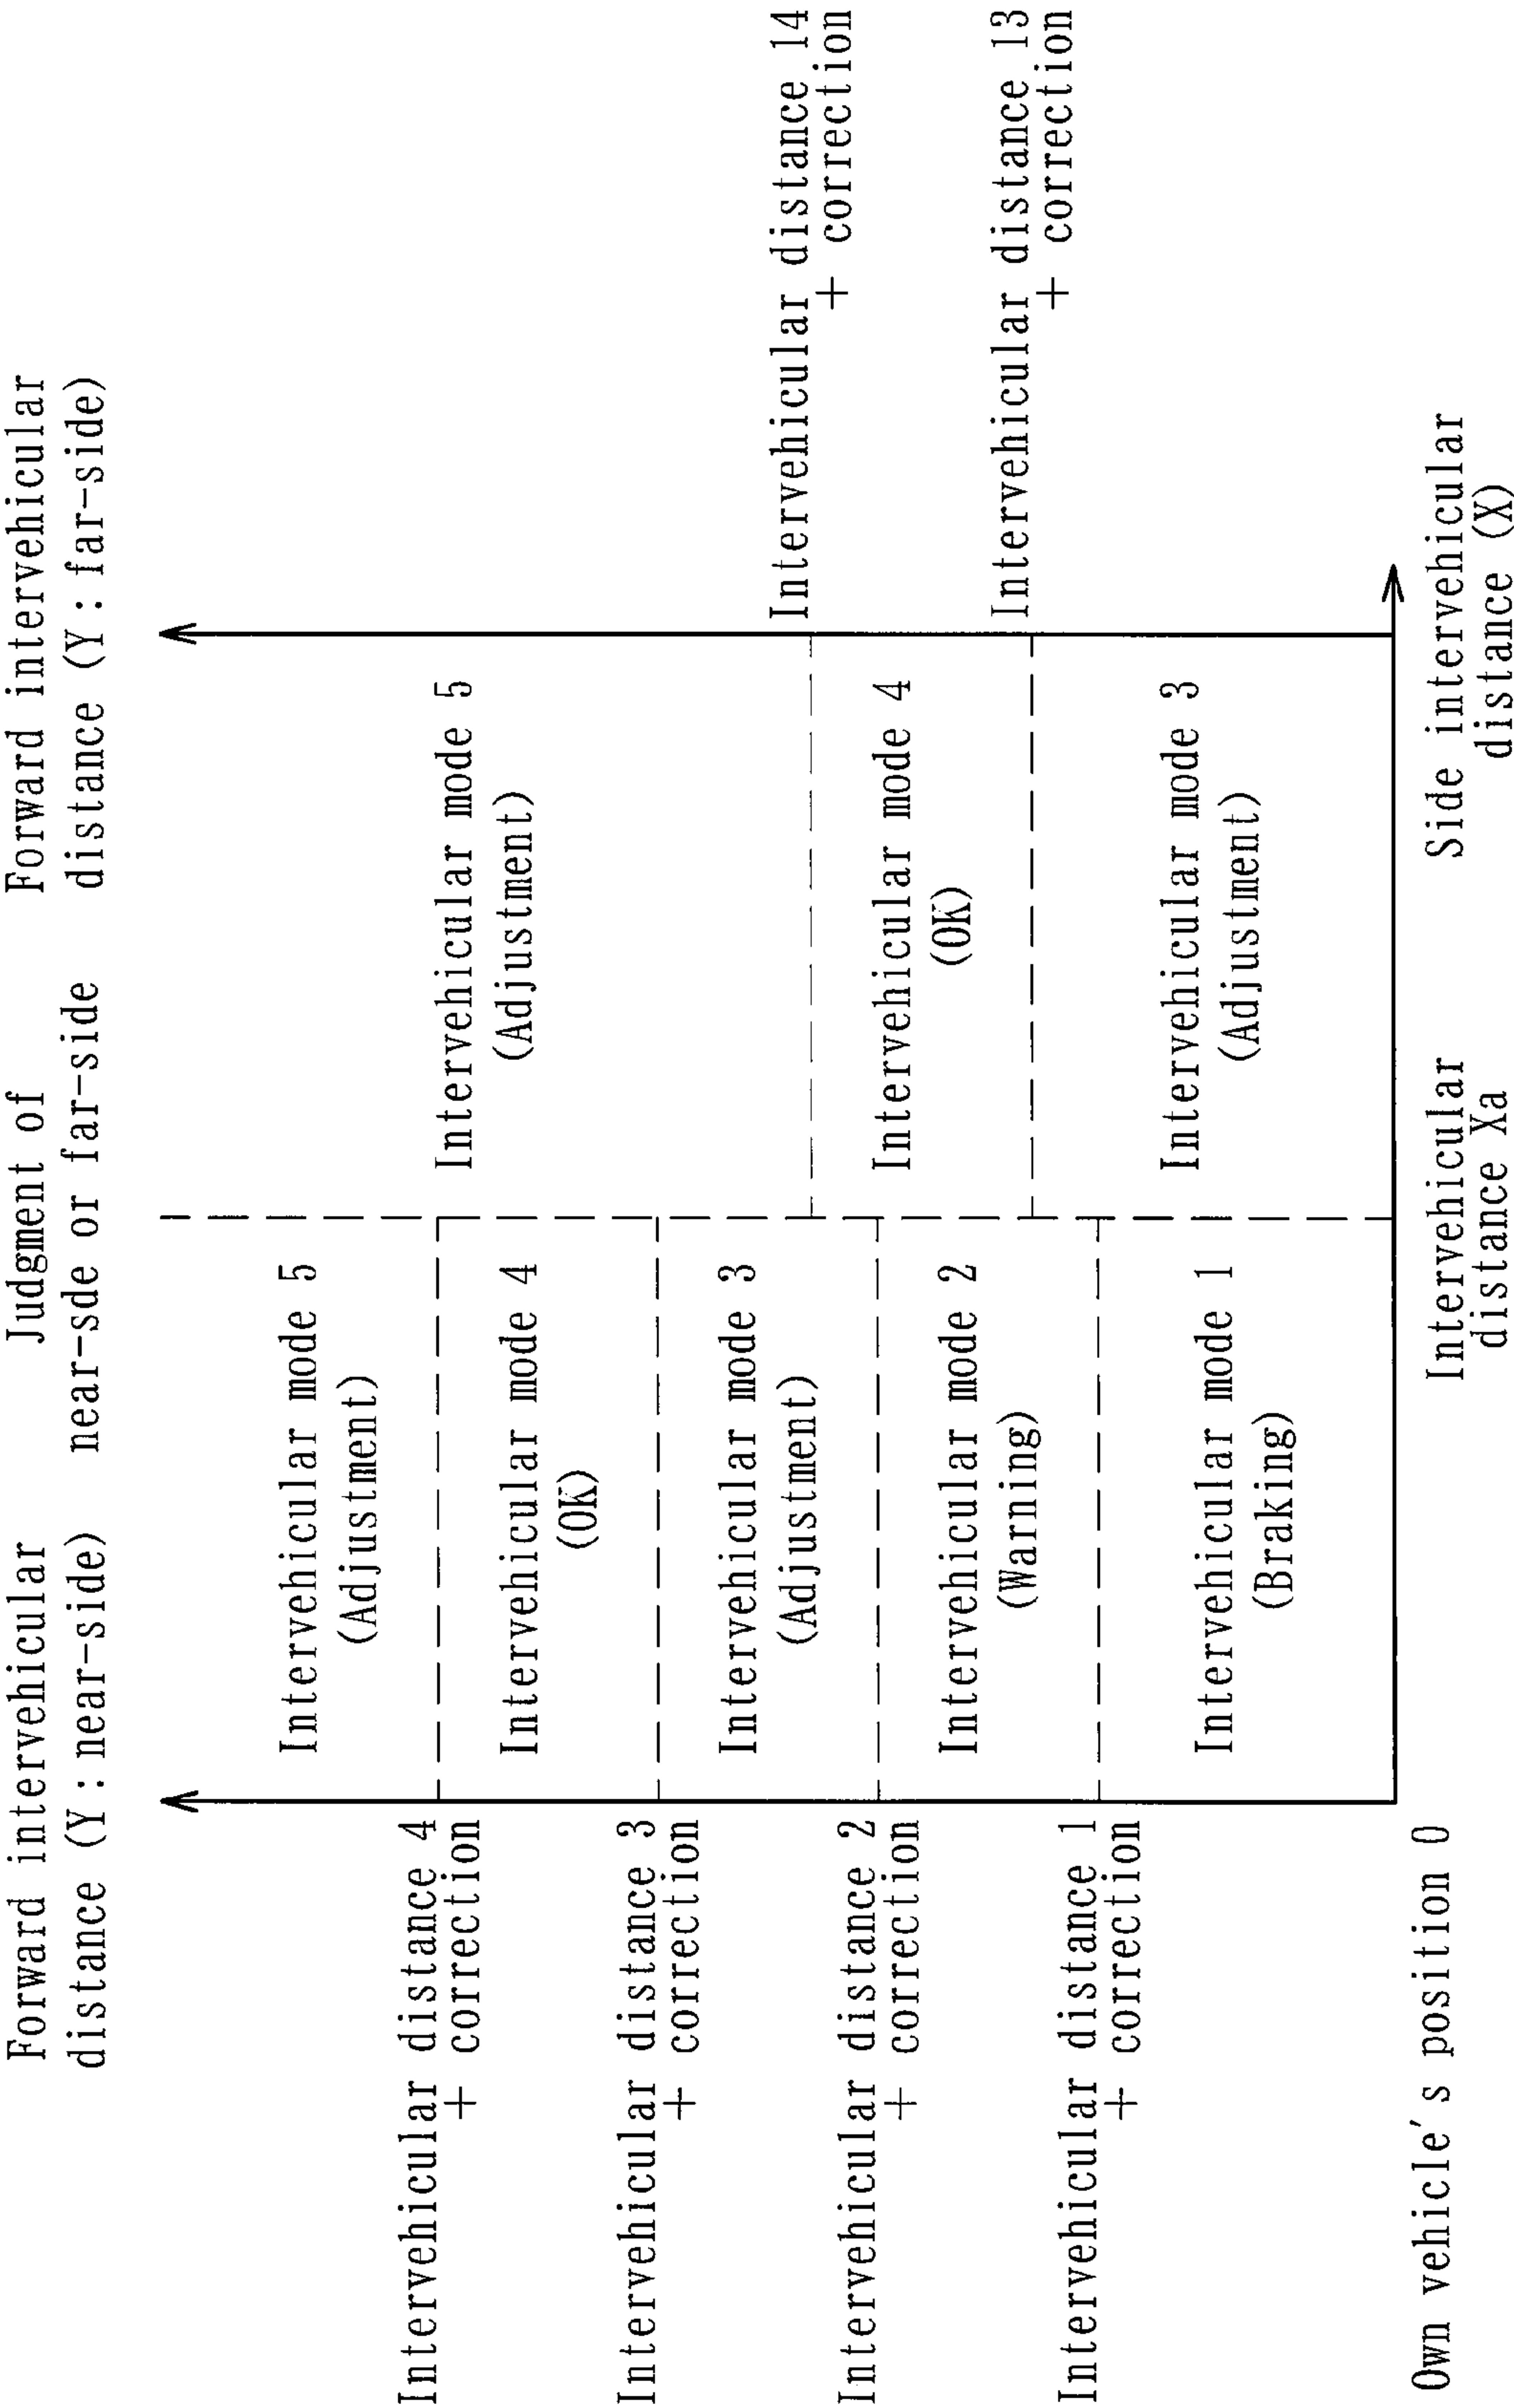 Forward intervehicular
distance (Y:near-side)
Judgment of
near-sde or far-side
Forward intervehicular
distance (Y:far-side)
Intervehicular distance 4
+ correction
Intervehicular distance 3
+ correction
Intervehicular distance 2
+ correction
Intervehicular distance 1
+ correction
Own vehicle's position 0
Intervehicular mode 5
(Adjustment)
Intervehicular mode 4
(OK)
Intervehicular mode 3
(Adjustment)
Intervehicular mode 2
(Warning)
Intervehicular mode 1
(Braking)
Intervehicular mode 5
(Adjustment)
Intervehicular mode 4
(OK)
Intervehicular mode 3
(Adjustment)
Intervehicular distance 14
+ correction
Intervehicular distance 13
+ correction
Intervehicular
distance Xa
Side intervehicular
distance (X)